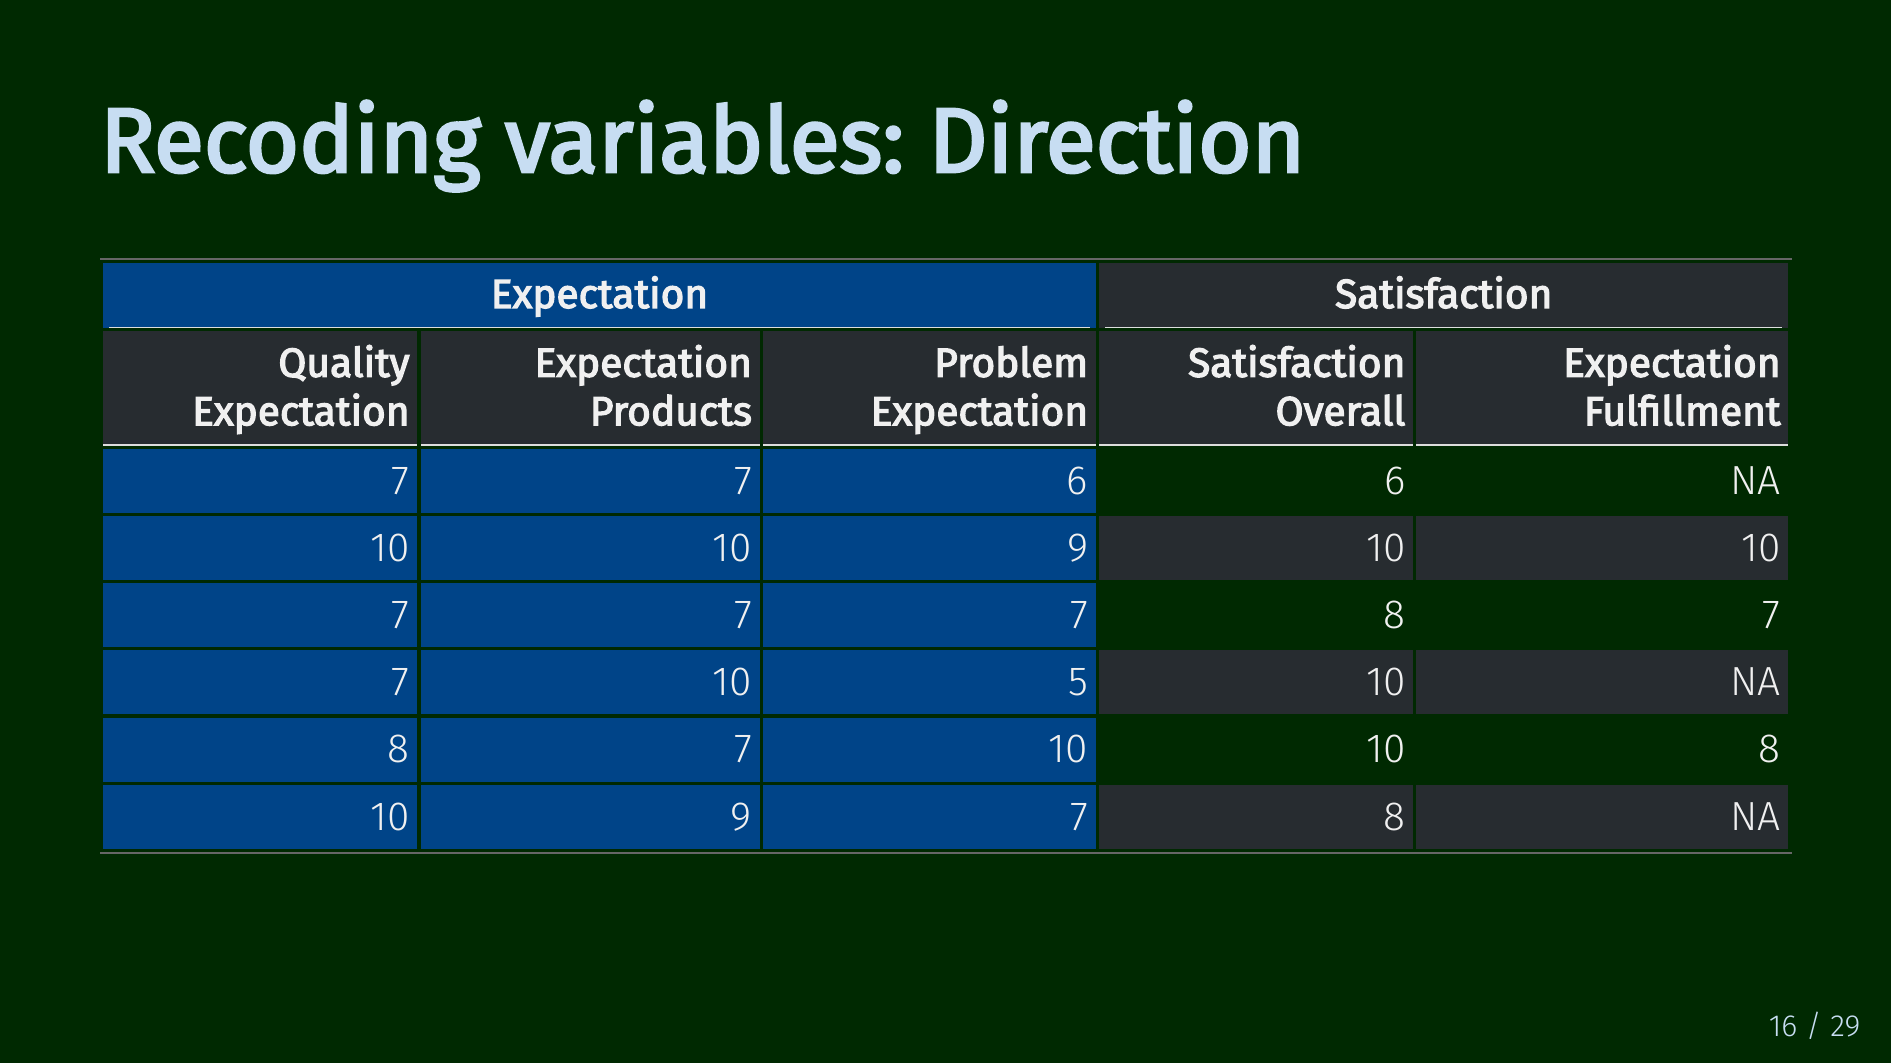 Recoding variables: Direction
Expectation Satisfaction
Quality Expectation Problem Satisfaction Expectation
Expectation Products Expectation Overall Fulfillment
7 7 6 6 NA
10 10 9 10 10
7 7 7 8 7
7 10 5 10 NA
8 7 10 10 8
10 9 7 8 NA
16 / 29